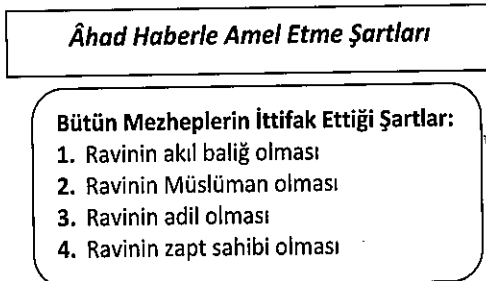 Âhad Haberle Amel Etme Şartları
Bütün Mezheplerin İttifak Ettiği Şartlar:
1. Ravinin akıl baliğ olması
2. Ravinin Müslüman olması
3. Ravinin adil olması
4. Ravinin zapt sahibi olması